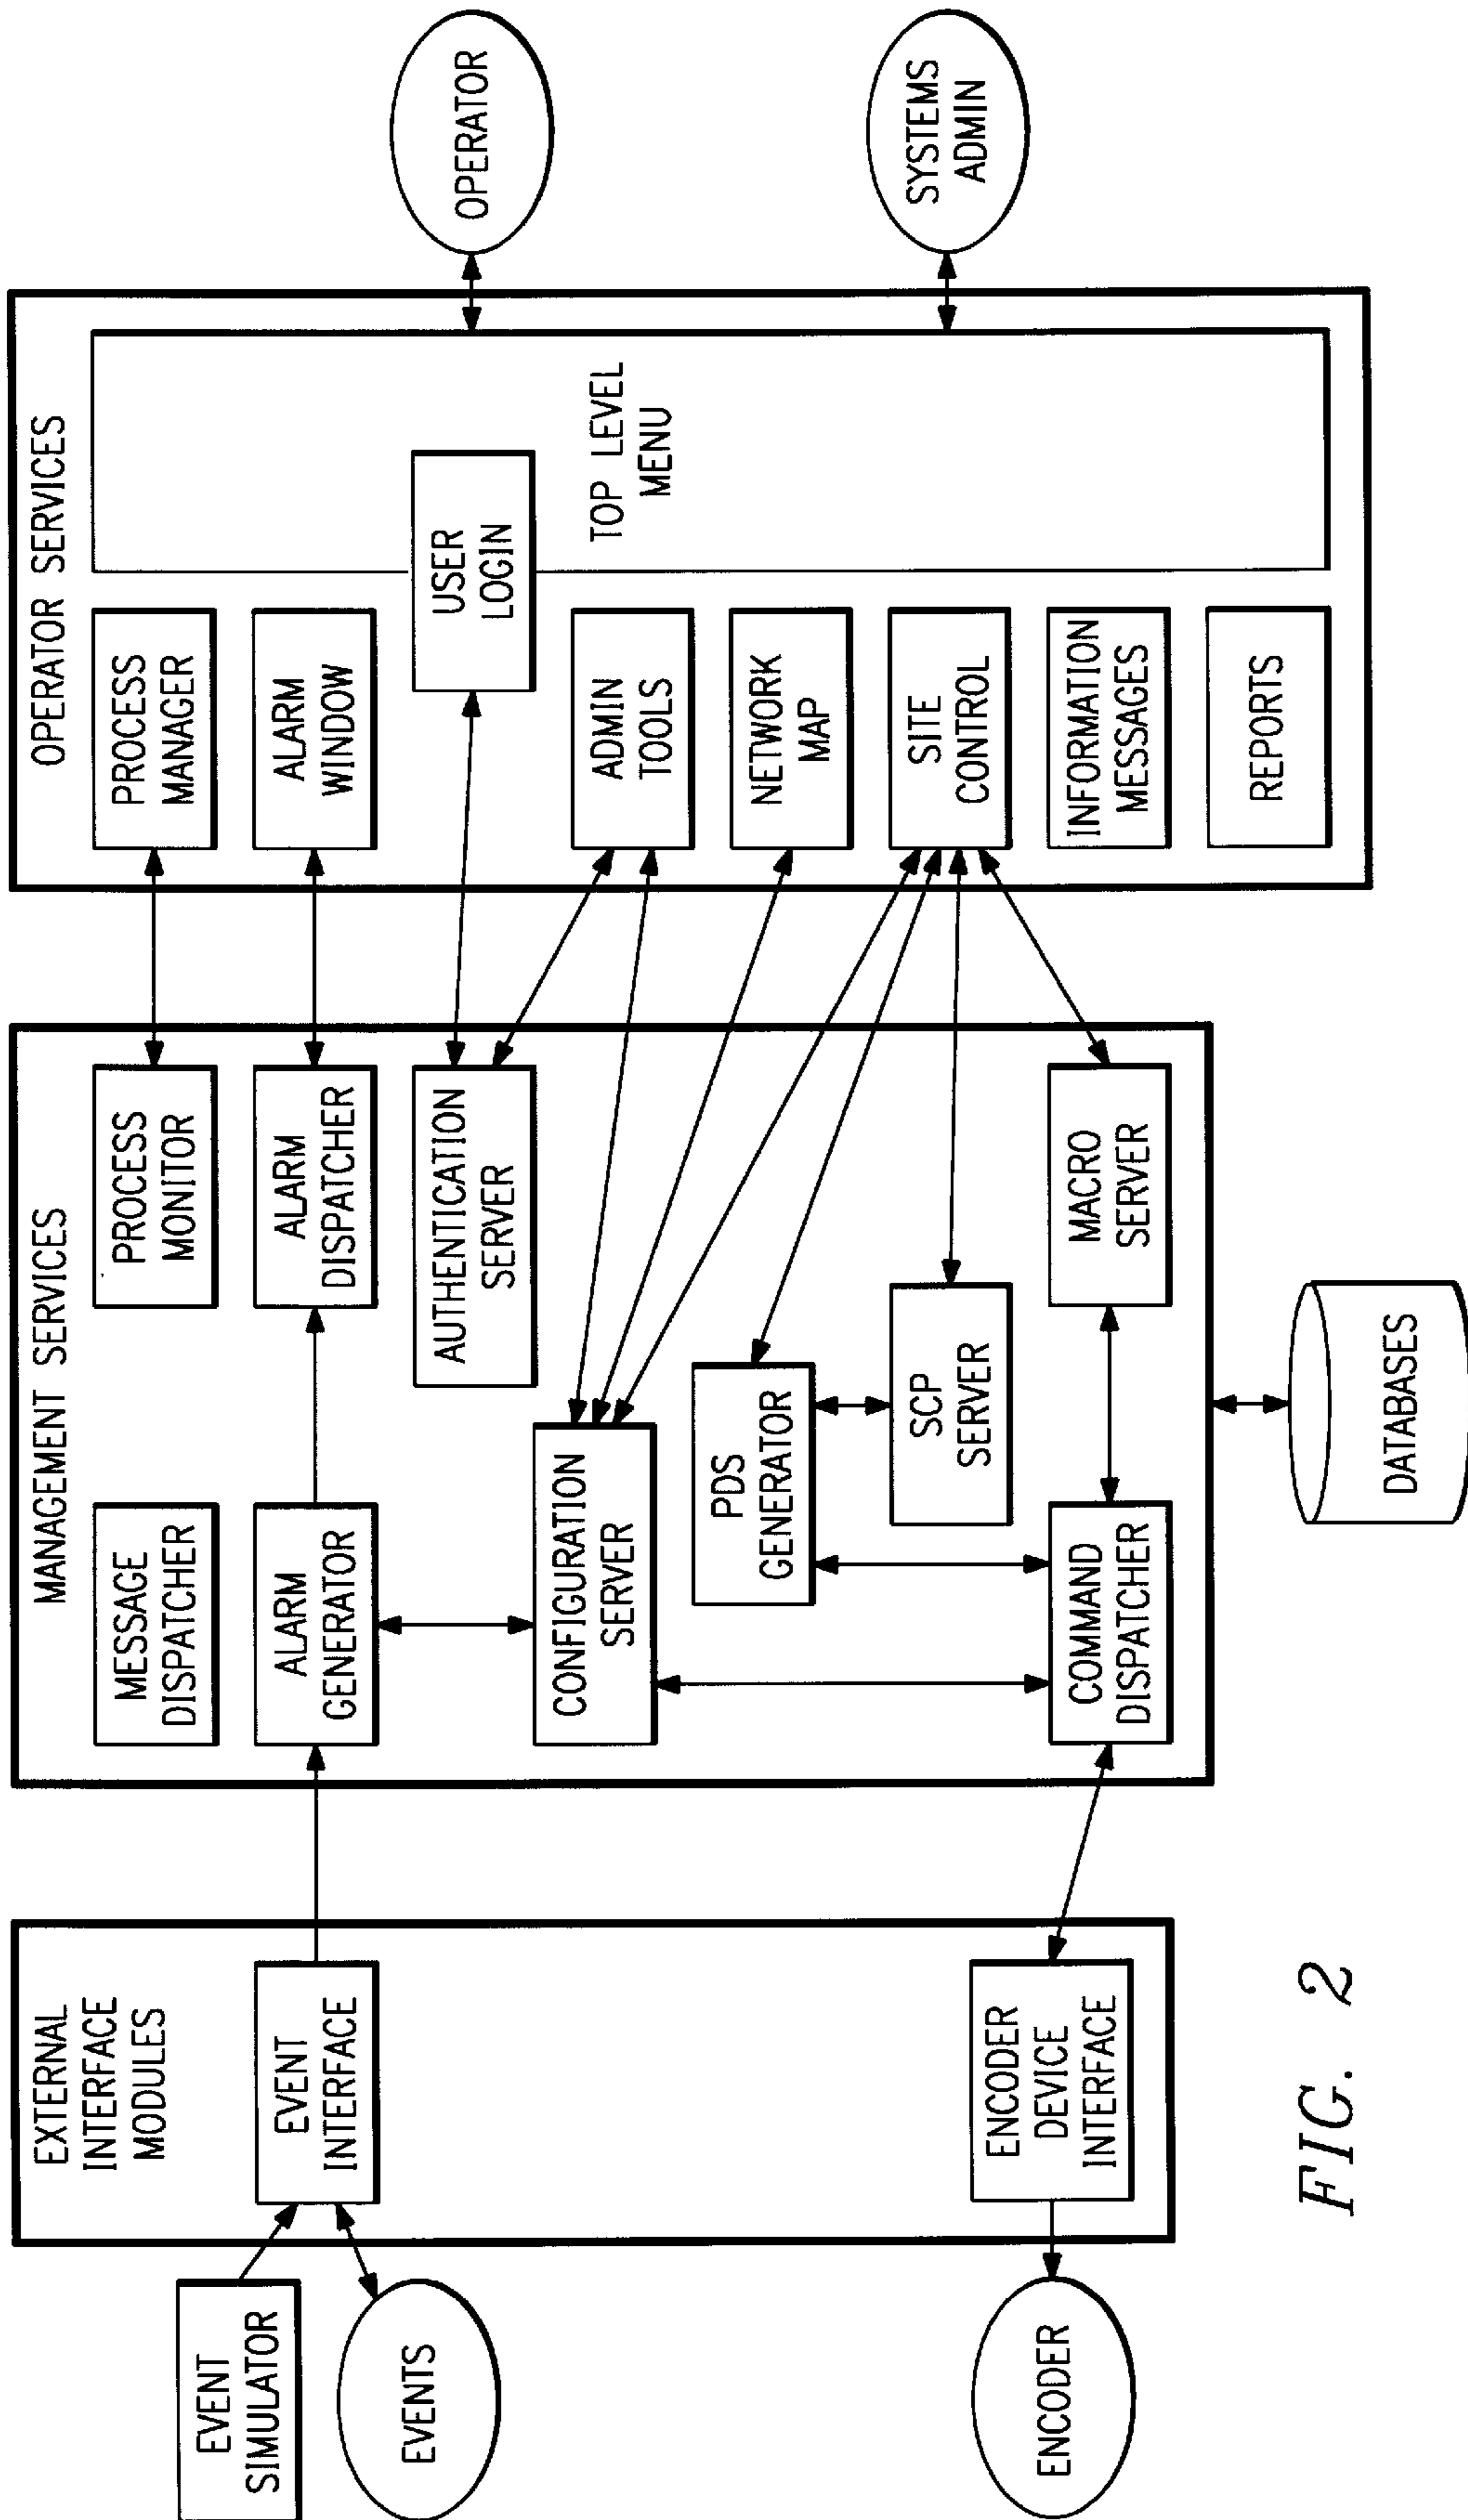 EVENT
SIMULATOR
EVENTS
ENCODER
EXTERNAL
INTERFACE
MODULES
EVENT
INTERFACE
ENCODER
DEVICE
INTERFACE
MANAGEMENT SERVICES
MESSAGE
DISPATCHER
PROCESS
MONITOR
ALARM
GENERATOR
ALARM
DISPATCHER
AUTHENTICATION
SERVER
CONFIGURATION
SERVER
PDS
GENERATOR
SCP
SERVER
COMMAND
DISPATCHER
MACRO
SERVER
DATABASES
OPERATOR SERVICES
PROCESS
MANAGER
ALARM
WINDOW
USER
LOGIN
ADMIN
TOOLS
NETWORK
MAP
SITE
CONTROL
INFORMATION
MESSAGES
REPORTS
TOP LEVEL
MENU
OPERATOR
SYSTEMS
ADMIN
FIG. 2